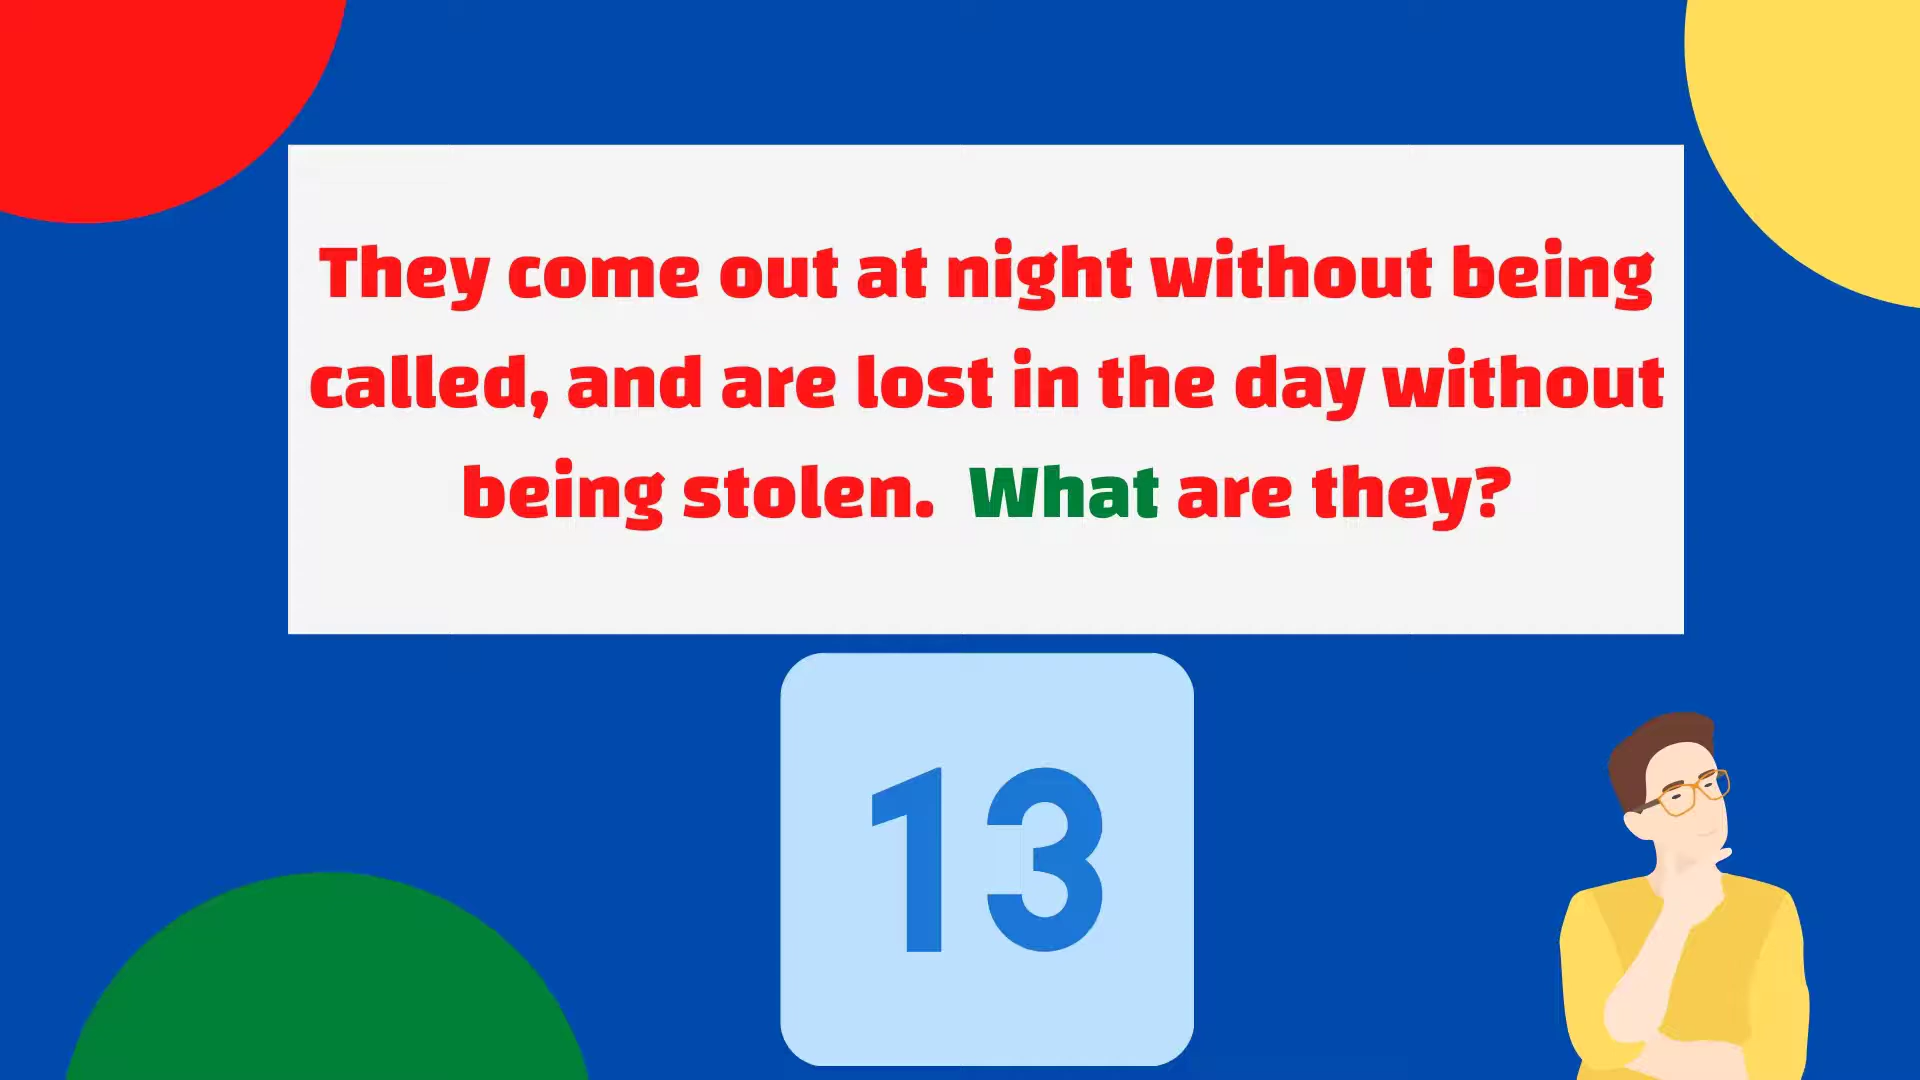 They come out at night without being
called, and are lost in the day without
being stolen. What are they?
13